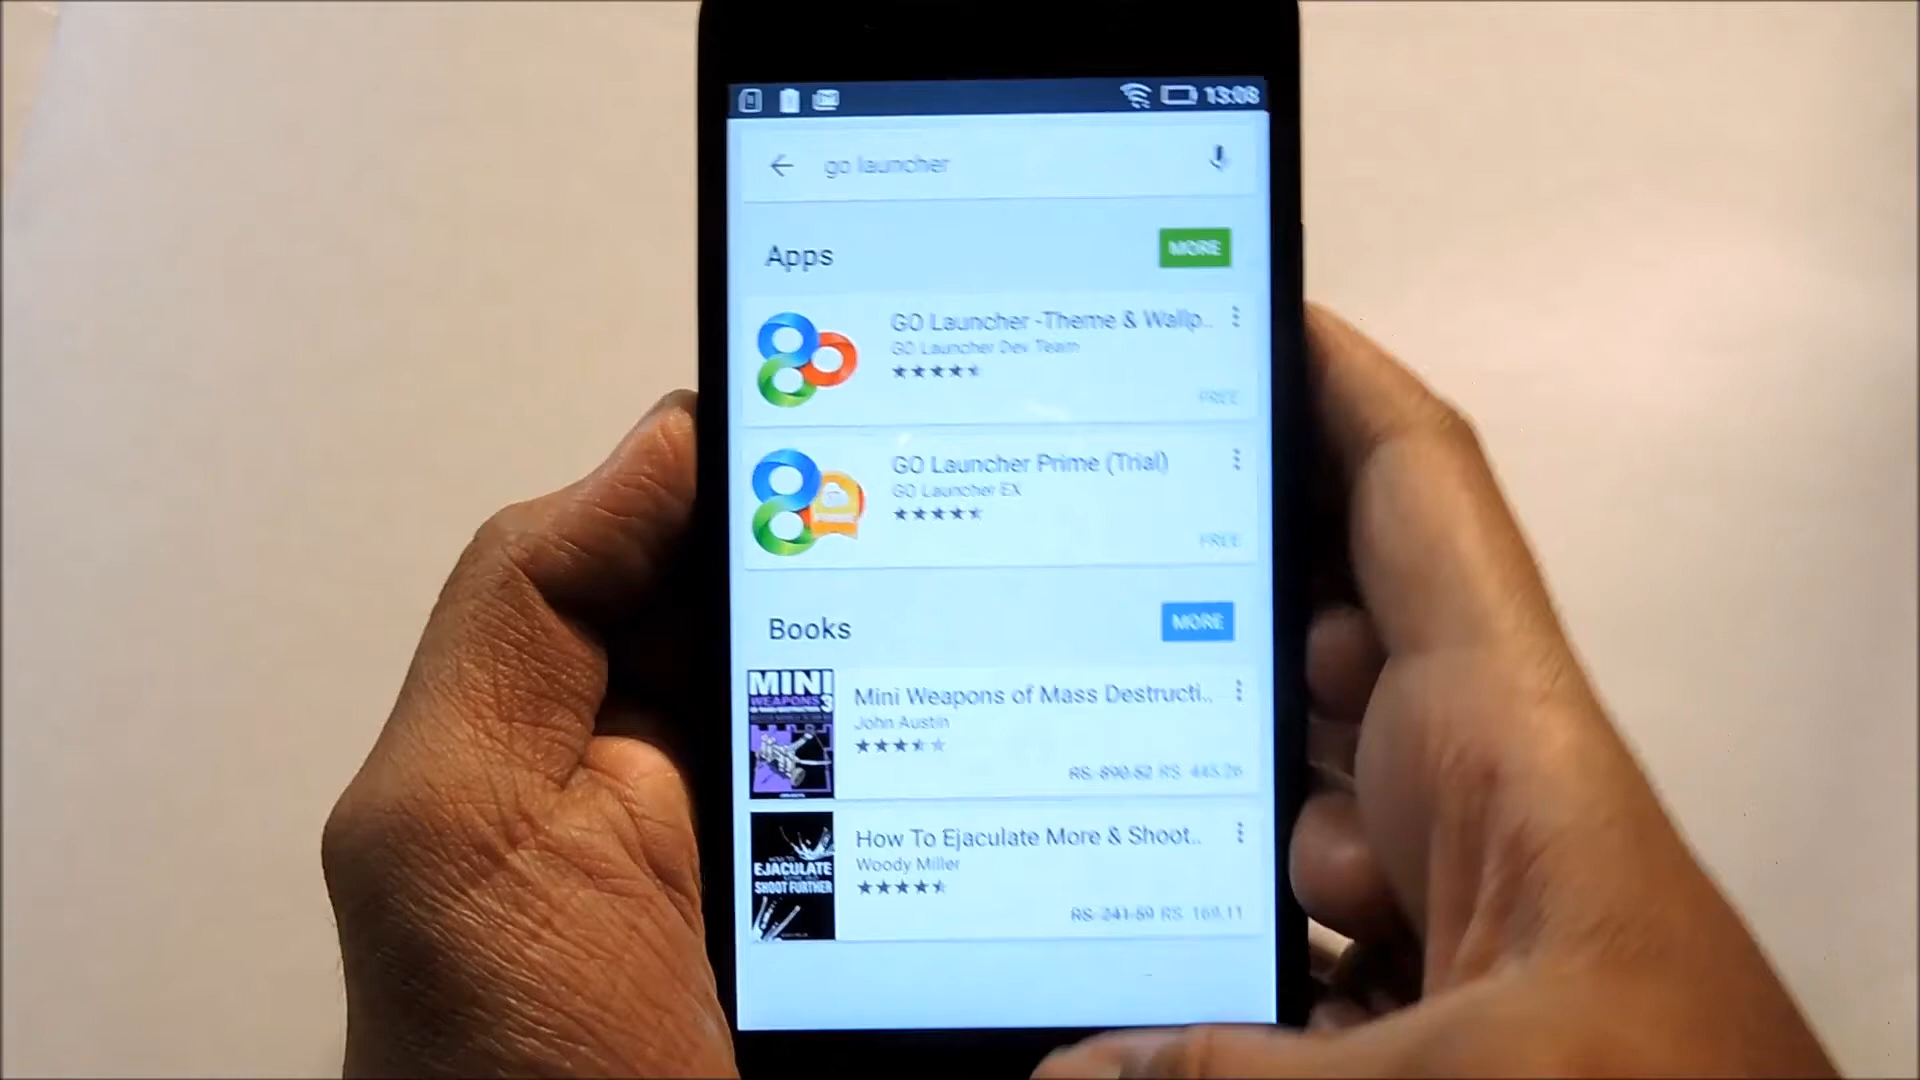 13:08
go launcher
Apps
MORE
GO Launcher -Theme & Wallp..
GO Launcher Dev Team
FREE
GO Launcher Prime (Trial)
GO Launcher EX
FREE
Books
MORE
MINI
WEAPONS 3
Mini Weapons of Mass Destructi..
John Austin
RS. 890.52 RS. 445.26
EJACULATE
SHOOT FURTHER
How To Ejaculate More & Shoot..
Woody Miller
RS. 241.59 RS. 169.11